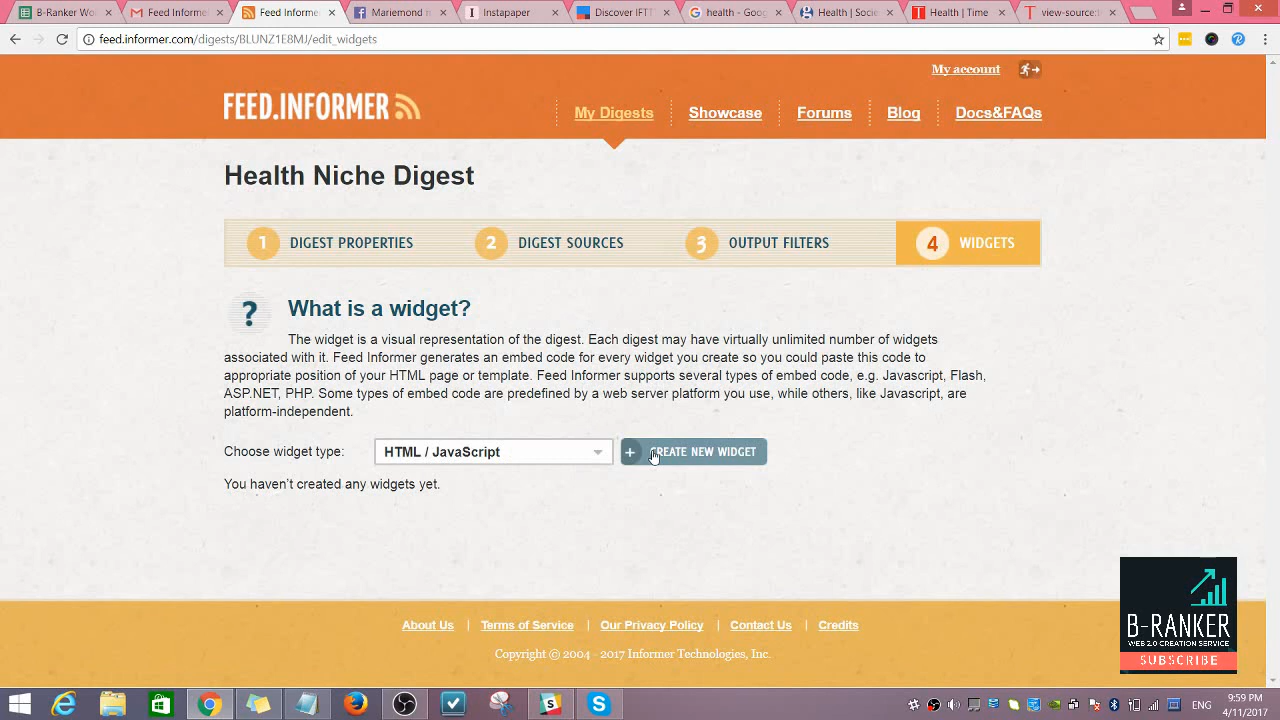 B-Ranker Wo
Feed Informer
Feed Informer
Mariemond n
Instapaper
Discover IFTT
health - Goog
Health | Socie
Health | Time
view-source:t
feed.informer.com/digests/BLUNZ1E8MJ/edit_widgets
My account
FEED.INFORMER
My Digests
Showcase
Forums
Blog
Docs&FAQs
Health Niche Digest
1 DIGEST PROPERTIES
2 DIGEST SOURCES
3 OUTPUT FILTERS
4 WIDGETS
? What is a widget?
The widget is a visual representation of the digest. Each digest may have virtually unlimited number of widgets
associated with it. Feed Informer generates an embed code for every widget you create so you could paste this code to
appropriate position of your HTML page or template. Feed Informer supports several types of embed code, e.g. Javascript, Flash,
ASP.NET, PHP. Some types of embed code are predefined by a web server platform you use, while others, like Javascript, are
platform-independent.
Choose widget type: HTML / JavaScript + CREATE NEW WIDGET
You haven't created any widgets yet.
B-RANKER
WEB 2.0 CREATION SERVICE
SUBSCRIBE
About Us | Terms of Service | Our Privacy Policy | Contact Us | Credits
Copyright © 2004 - 2017 Informer Technologies, Inc.
ENG
9:59 PM
4/11/2017